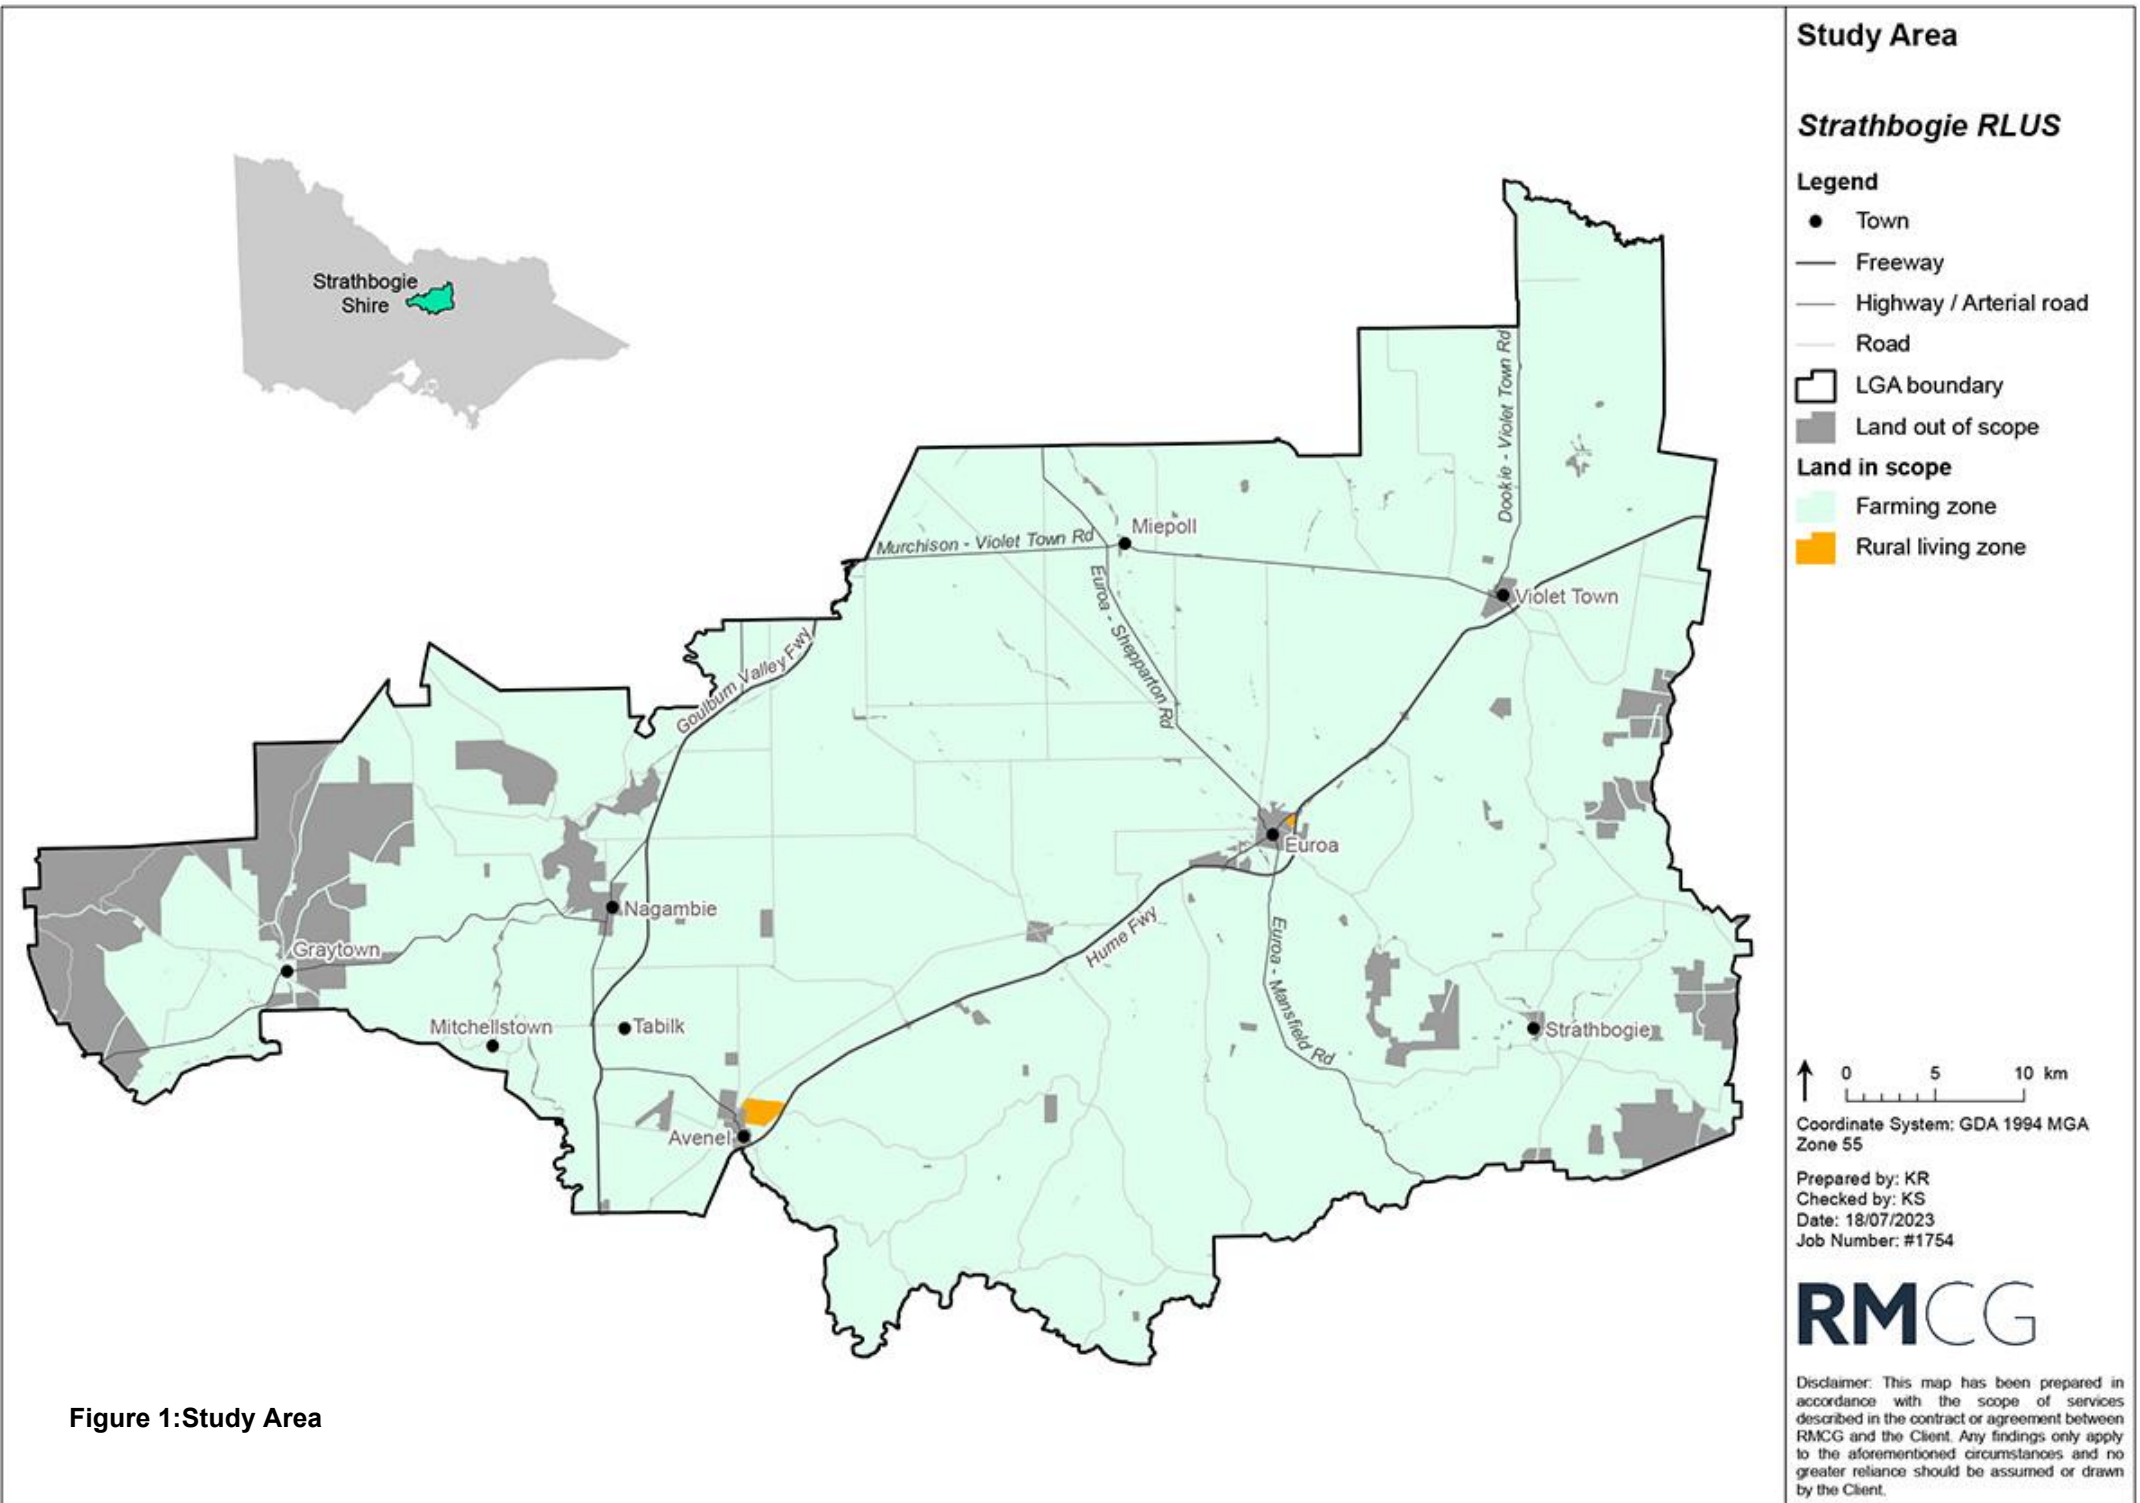 Study Area
Strathbogie RLUS
Legend
Town
Freeway
Highway / Arterial road
Road
LGA boundary
Land out of scope
Land in scope
Farming zone
Rural living zone
0 5 10 km
Coordinate System: GDA 1994 MGA
Zone 55
Prepared by: KR
Checked by: KS
Date: 18/07/2023
Job Number: #1754
RMCG
Disclaimer: This map has been prepared in
accordance with the scope of services
described in the contract or agreement between
RMCG and the Client. Any findings only apply
to the aforementioned circumstances and no
greater reliance should be assumed or drawn
by the Client.
Strathbogie
Shire
Dookie - Violet Town Rd
Miepoll
Murchison - Violet Town Rd
Euroa - Shepparton Rd
Violet Town
Goulburn Valley Fwy
Euroa
Nagambie
Graytown
Hume Fwy
Euroa - Mansfield Rd
Mitchellstown
Tabilk
Strathbogie
Avenel
Figure 1:Study Area